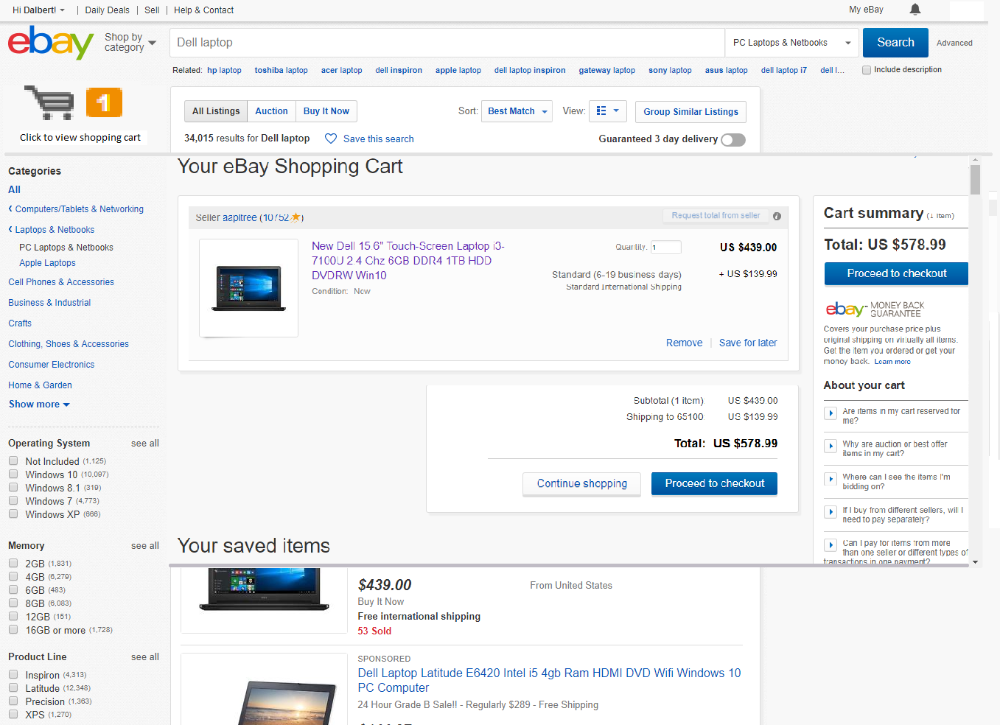 Hi Dalbert!
Daily Deals
Sell
Help & Contact
My eBay
ebay
Shop by
category
Dell laptop
PC Laptops & Netbooks
Search
Advanced
Related: hp laptop toshiba laptop acer laptop dell inspiron apple laptop dell laptop inspiron gateway laptop sony laptop asus laptop dell laptop i7 dell l...
Include description
1
Click to view shopping cart
All Listings
Auction
Buy It Now
Sort: Best Match
View:
Group Similar Listings
34,015 results for Dell laptop
Save this search
Guaranteed 3 day delivery
Categories
All
Computers/Tablets & Networking
Laptops & Netbooks
PC Laptops & Netbooks
Apple Laptops
Cell Phones & Accessories
Business & Industrial
Crafts
Clothing, Shoes & Accessories
Consumer Electronics
Home & Garden
Show more
Operating System see all
Not Included (1,125)
Windows 10 (10,097)
Windows 8.1 (319)
Windows 7 (4,773)
Windows XP (666)
Memory see all
2GB (1,831)
4GB (6,279)
6GB (483)
8GB (6,083)
12GB (151)
16GB or more (1,728)
Product Line see all
Inspiron (4,313)
Latitude (12,348)
Precision (1,363)
XPS (1,270)
Your eBay Shopping Cart
Seller aapltree (10752)
Request total from seller
New Dell 15.6" Touch-Screen Laptop i3-
7100U 2.4 Ghz 6GB DDR4 1TB HDD
DVDRW Win10
Condition: New
Quantity: 1
US $439.00
Standard (6-19 business days)
+ US $139.99
Standard International Shipping
Remove
Save for later
Subtotal (1 item) US $439.00
Shipping to 65100 US $139.99
Total: US $578.99
Continue shopping
Proceed to checkout
Cart summary (1 item)
Total: US $578.99
Proceed to checkout
ebay MONEY BACK
GUARANTEE
Covers your purchase price plus
original shipping on virtually all items.
Get the item you ordered or get your
money back. Learn more
About your cart
Are items in my cart reserved for
me?
Why are auction or best offer
items in my cart?
Where can I see the items I'm
bidding on?
If I buy from different sellers, will I
need to pay separately?
Can I pay for items from more
than one seller or different types of
transactions in one payment?
Your saved items
$439.00
From United States
Buy It Now
Free international shipping
53 Sold
SPONSORED
Dell Laptop Latitude E6420 Intel i5 4gb Ram HDMI DVD Wifi Windows 10
PC Computer
24 Hour Grade B Sale!! - Regularly $289 - Free Shipping